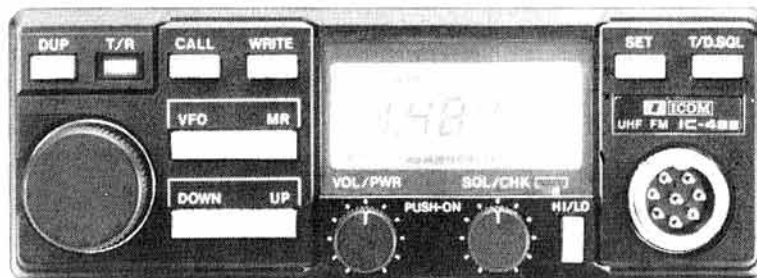 DUP T/R CALL WRITE SET T/D.SQL
ICOM
VFO MR UHF FM
VOL/PWR SQL/CHK
DOWN UP PUSH-ON HI/LO